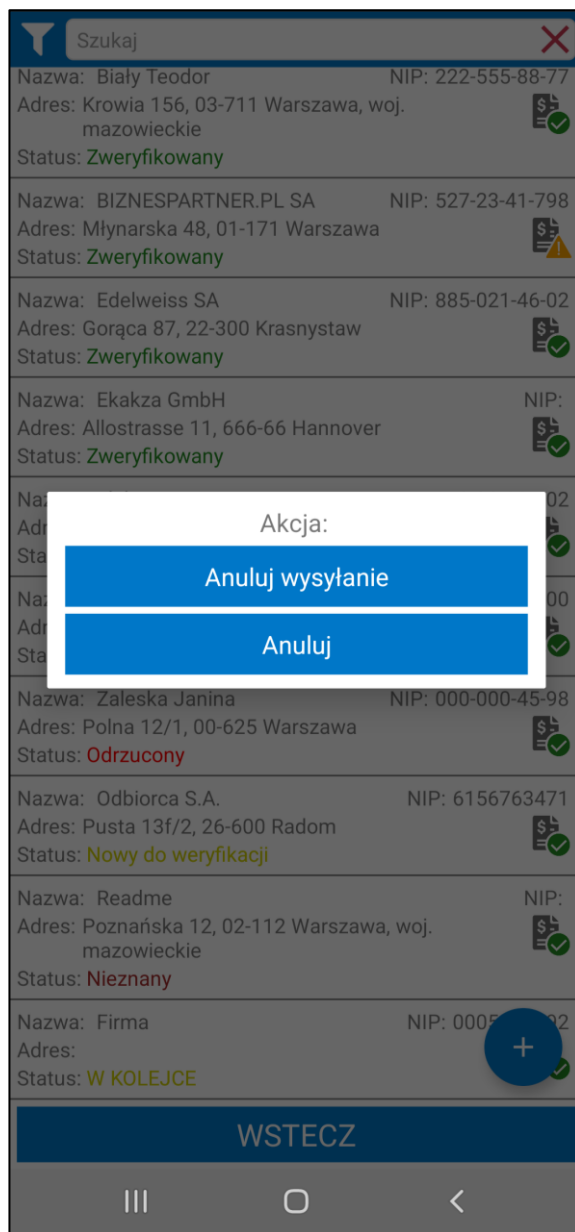 Szukaj
Nazwa: Biały Teodor NIP: 222-555-88-77
Adres: Krowia 156, 03-711 Warszawa, woj.
mazowieckie
Status: Zweryfikowany
Nazwa: BIZNESPARTNER.PL SA NIP: 527-23-41-798
Adres: Młynarska 48, 01-171 Warszawa
Status: Zweryfikowany
Nazwa: Edelweiss SA NIP: 885-021-46-02
Adres: Gorąca 87, 22-300 Krasnystaw
Status: Zweryfikowany
Nazwa: Ekakza GmbH NIP:
Adres: Allostrasse 11, 666-66 Hannover
Status: Zweryfikowany
Akcja:
Anuluj wysyłanie
Anuluj
Nazwa: Zaleska Janina NIP: 000-000-45-98
Adres: Polna 12/1, 00-625 Warszawa
Status: Odrzucony
Nazwa: Odbiorca S.A. NIP: 6156763471
Adres: Pusta 13f/2, 26-600 Radom
Status: Nowy do weryfikacji
Nazwa: Readme NIP:
Adres: Poznańska 12, 02-112 Warszawa, woj.
mazowieckie
Status: Nieznany
Nazwa: Firma NIP:
Adres:
Status: W KOLEJCE
+
WSTECZ